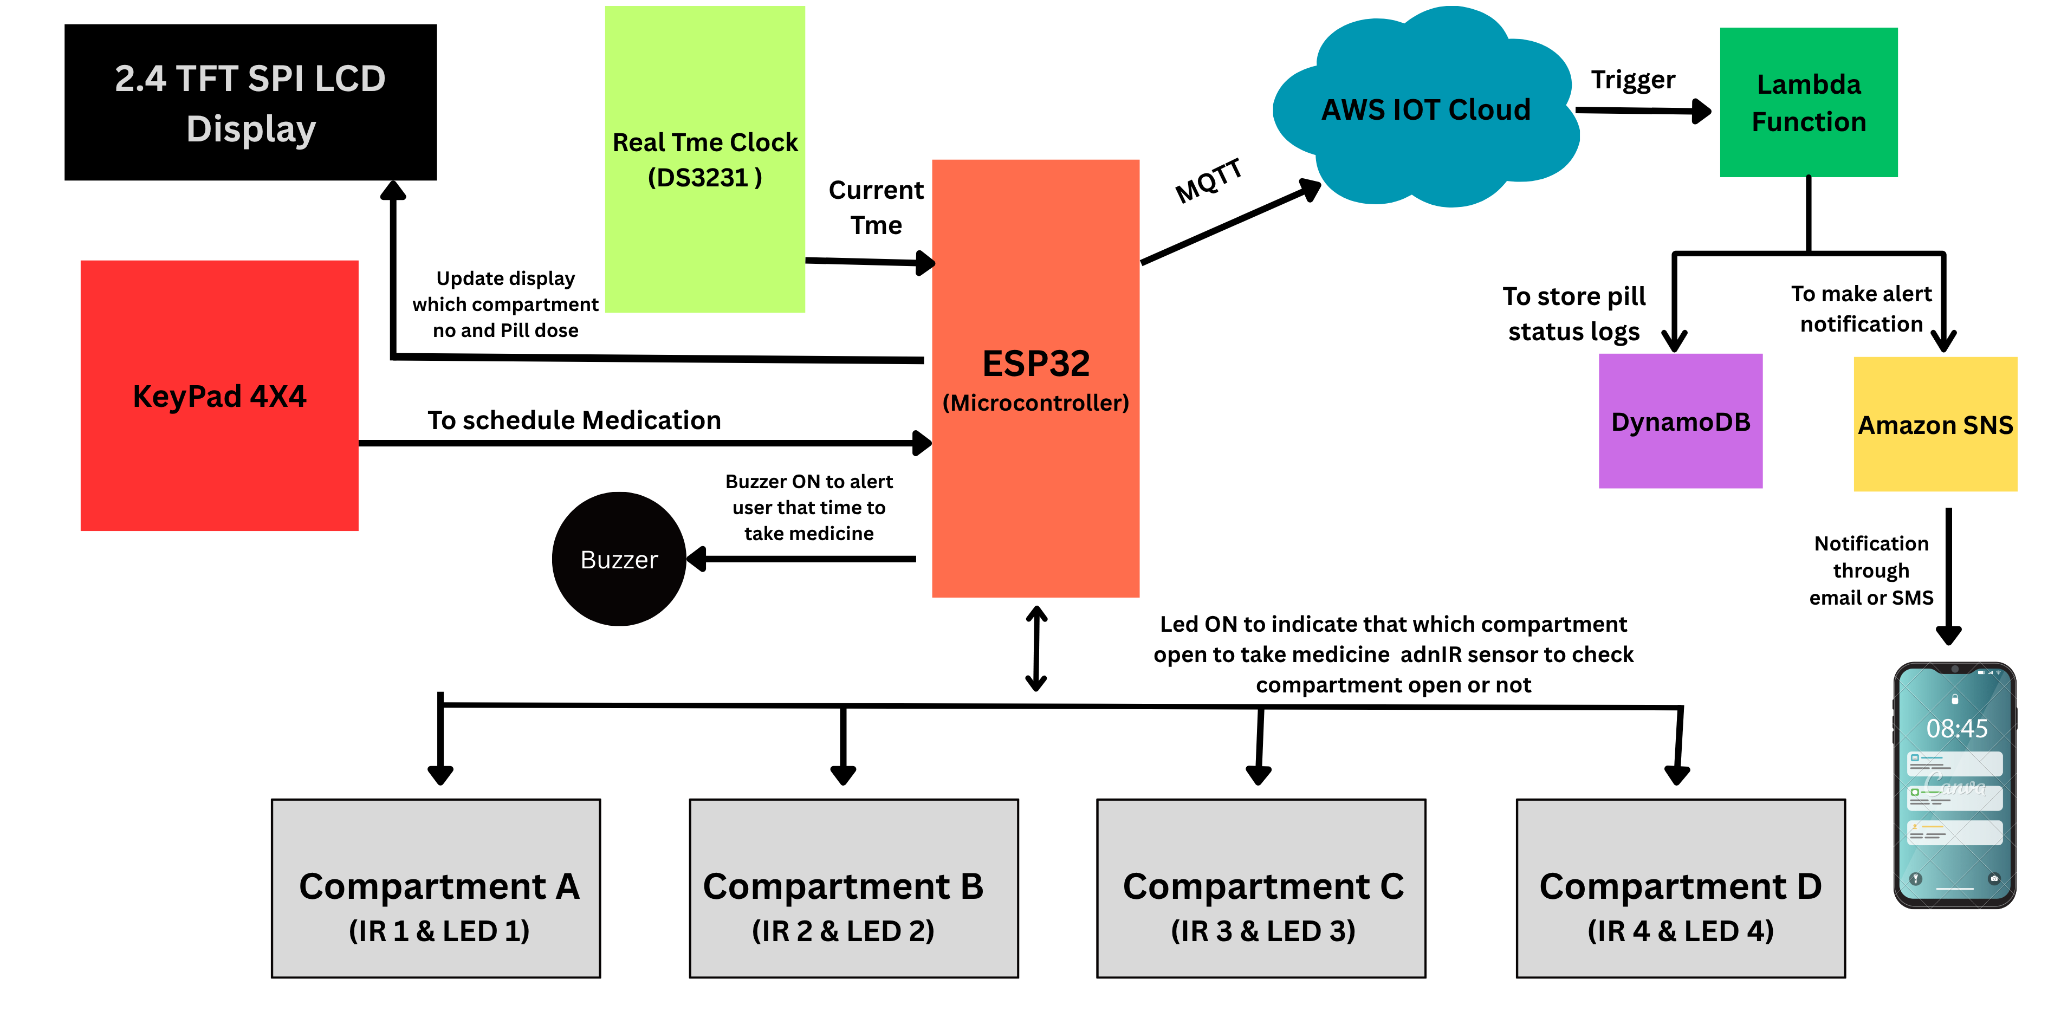 2.4 TFT SPI LCD
Display
Real Tme Clock
(DS3231 )
Current
Tme
MQTT
AWS IOT Cloud
Trigger
Lambda
Function
Update display
which compartment
no and Pill dose
KeyPad 4X4
To schedule Medication
ESP32
(Microcontroller)
To store pill
status logs
To make alert
notification
DynamoDB
Amazon SNS
Buzzer ON to alert
user that time to
take medicine
Buzzer
Notification
through
email or SMS
Led ON to indicate that which compartment
open to take medicine  adnIR sensor to check
compartment open or not
08:45
Canva
Compartment A
(IR 1 & LED 1)
Compartment B
(IR 2 & LED 2)
Compartment C
(IR 3 & LED 3)
Compartment D
(IR 4 & LED 4)